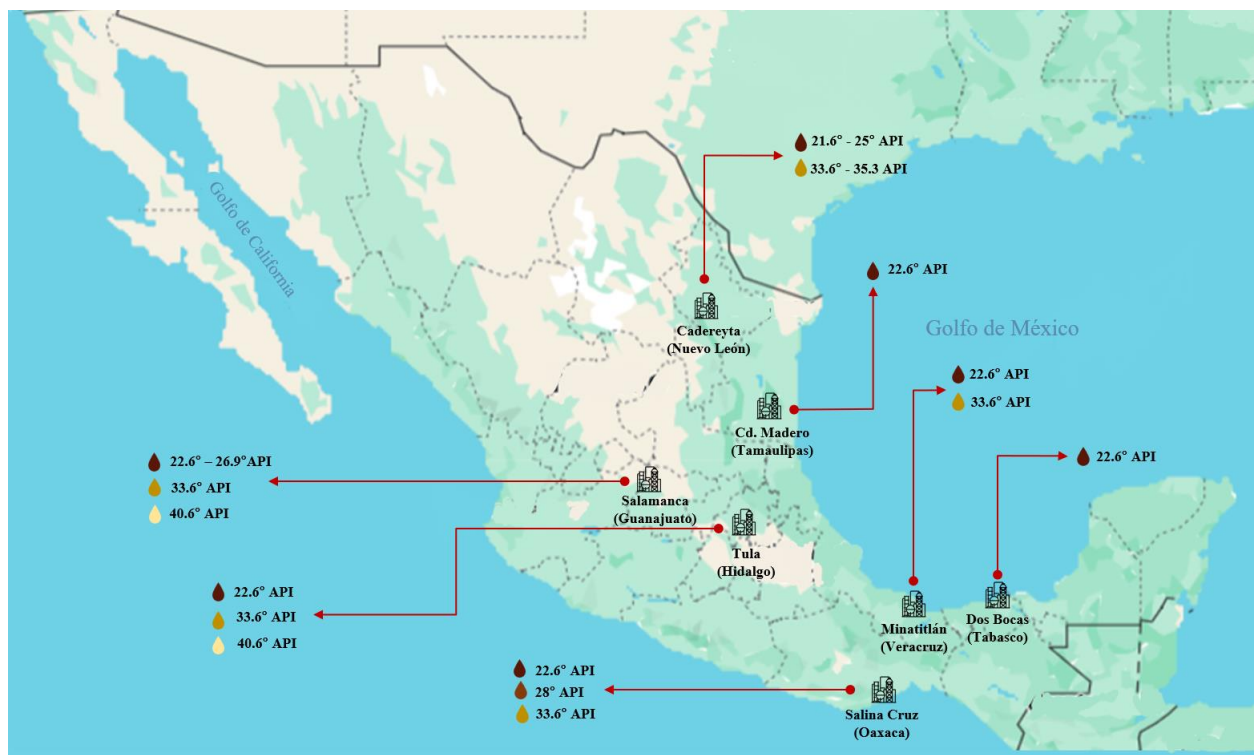 21.6° - 25° API
33.6° - 35.3 API
Golfo de California
22.6° API
Cadereyta
(Nuevo León)
Golfo de México
22.6° API
33.6° API
Cd. Madero
(Tamaulipas)
22.6° API
22.6° – 26.9°API
33.6° API
40.6° API
Salamanca
(Guanajuato)
Tula
(Hidalgo)
22.6° API
33.6° API
40.6° API
Minatitlán
(Veracruz)
Dos Bocas
(Tabasco)
22.6° API
28° API
33.6° API
Salina Cruz
(Oaxaca)